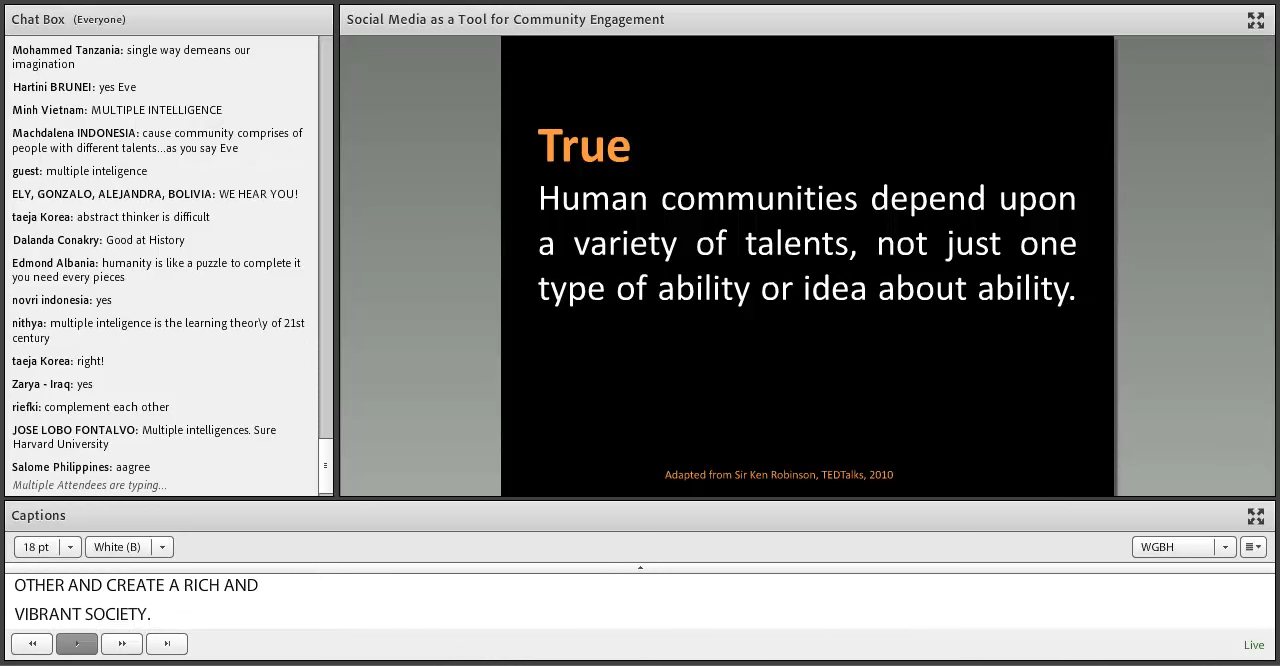 Chat Box (Everyone)
Mohammed Tanzania: single way demeans our
imagination
Hartini BRUNEI: yes Eve
Minh Vietnam: MULTIPLE INTELLIGENCE
Machdalena INDONESIA: cause community comprises of
people with different talents...as you say Eve
guest: multiple inteligence
ELY, GONZALO, ALEJANDRA, BOLIVIA: WE HEAR YOU!
taeja Korea: abstract thinker is difficult
Dalanda Conakry: Good at History
Edmond Albania: humanity is like a puzzle to complete it
you need every pieces
novri indonesia: yes
nithya: multiple inteligence is the learning theor\y of 21st
century
taeja Korea: right!
Zarya - Iraq: yes
riefki: complement each other
JOSE LOBO FONTALVO: Multiple intelligences. Sure
Harvard University
Salome Philippines: aagree
Multiple Attendees are typing...
Social Media as a Tool for Community Engagement
True
Human communities depend upon
a variety of talents, not just one
type of ability or idea about ability.
Adapted from Sir Ken Robinson, TEDTalks, 2010
Captions
18 pt White (B) WGBH
OTHER AND CREATE A RICH AND
VIBRANT SOCIETY.
Live